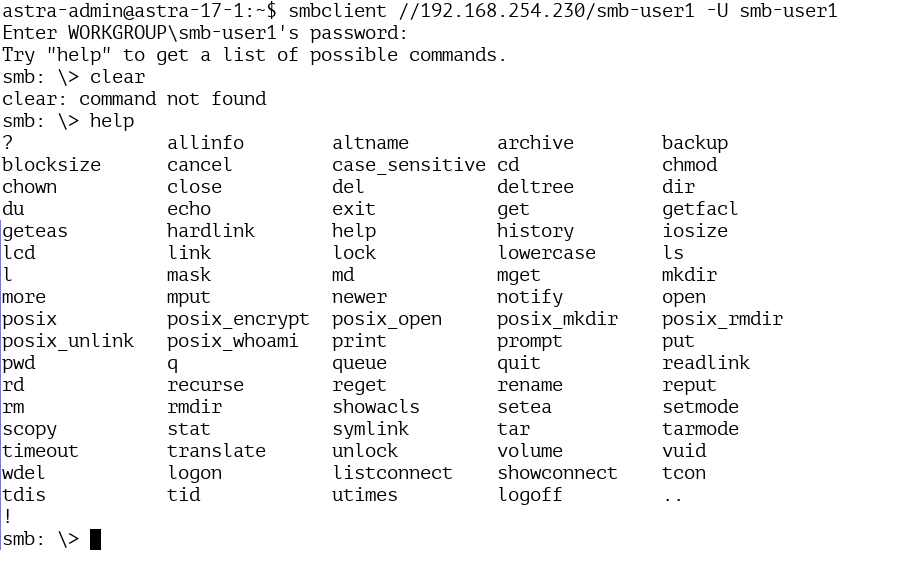 astra-admin@astra-17-1:~$ smbclient //192.168.254.230/smb-user1 -U smb-user1
Enter WORKGROUP\smb-user1's password:
Try "help" to get a list of possible commands.
smb: \> clear
clear: command not found
smb: \> help
? allinfo altname archive backup
blocksize cancel case_sensitive cd chmod
chown close del deltree dir
du echo exit get getfacl
geteas hardlink help history iosize
lcd link lock lowercase ls
l mask md mget mkdir
more mput newer notify open
posix posix_encrypt posix_open posix_mkdir posix_rmdir
posix_unlink posix_whoami print prompt put
pwd q queue quit readlink
rd recurse reget rename reput
rm rmdir showacls setea setmode
scopy stat symlink tar tarmode
timeout translate unlock volume vuid
wdel logon listconnect showconnect tcon
tdis tid utimes logoff ..
!
smb: \>